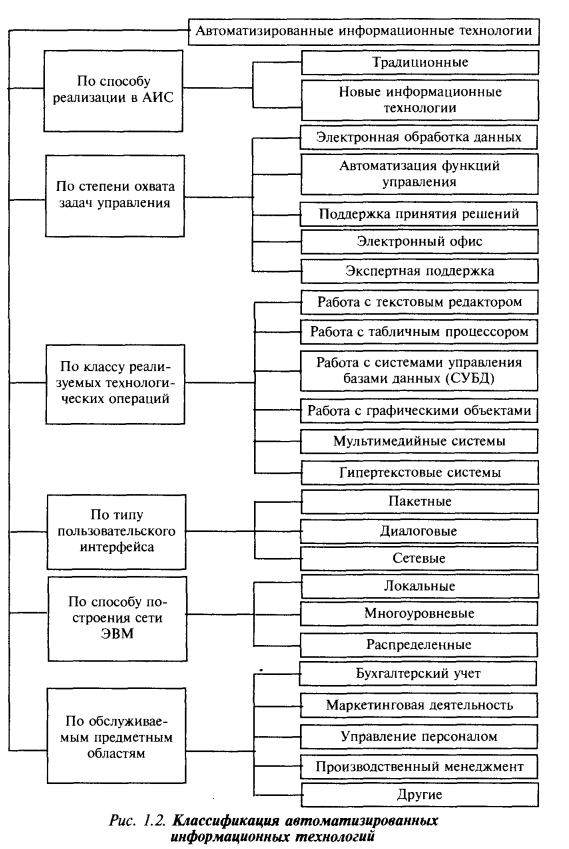 Автоматизированные информационные технологии
По способу
реализации в АИС
Традиционные
Новые информационные
технологии
По степени охвата
задач управления
Электронная обработка данных
Автоматизация функций
управления
Поддержка принятия решений
Электронный офис
Экспертная поддержка
По классу реали-
зуемых технологи-
ческих операций
Работа с текстовым редактором
Работа с табличным процессором
Работа с системами управления
базами данных (СУБД)
Работа с графическими объектами
Мультимедийные системы
Гипертекстовые системы
По типу
пользовательского
интерфейса
Пакетные
Диалоговые
Сетевые
По способу по-
строения сети
ЭВМ
Локальные
Многоуровневые
Распределенные
По обслуживае-
мым предметным
областям
Бухгалтерский учет
Маркетинговая деятельность
Управление персоналом
Производственный менеджмент
Другие
Рис. 1.2. Классификация автоматизированных
информационных технологий